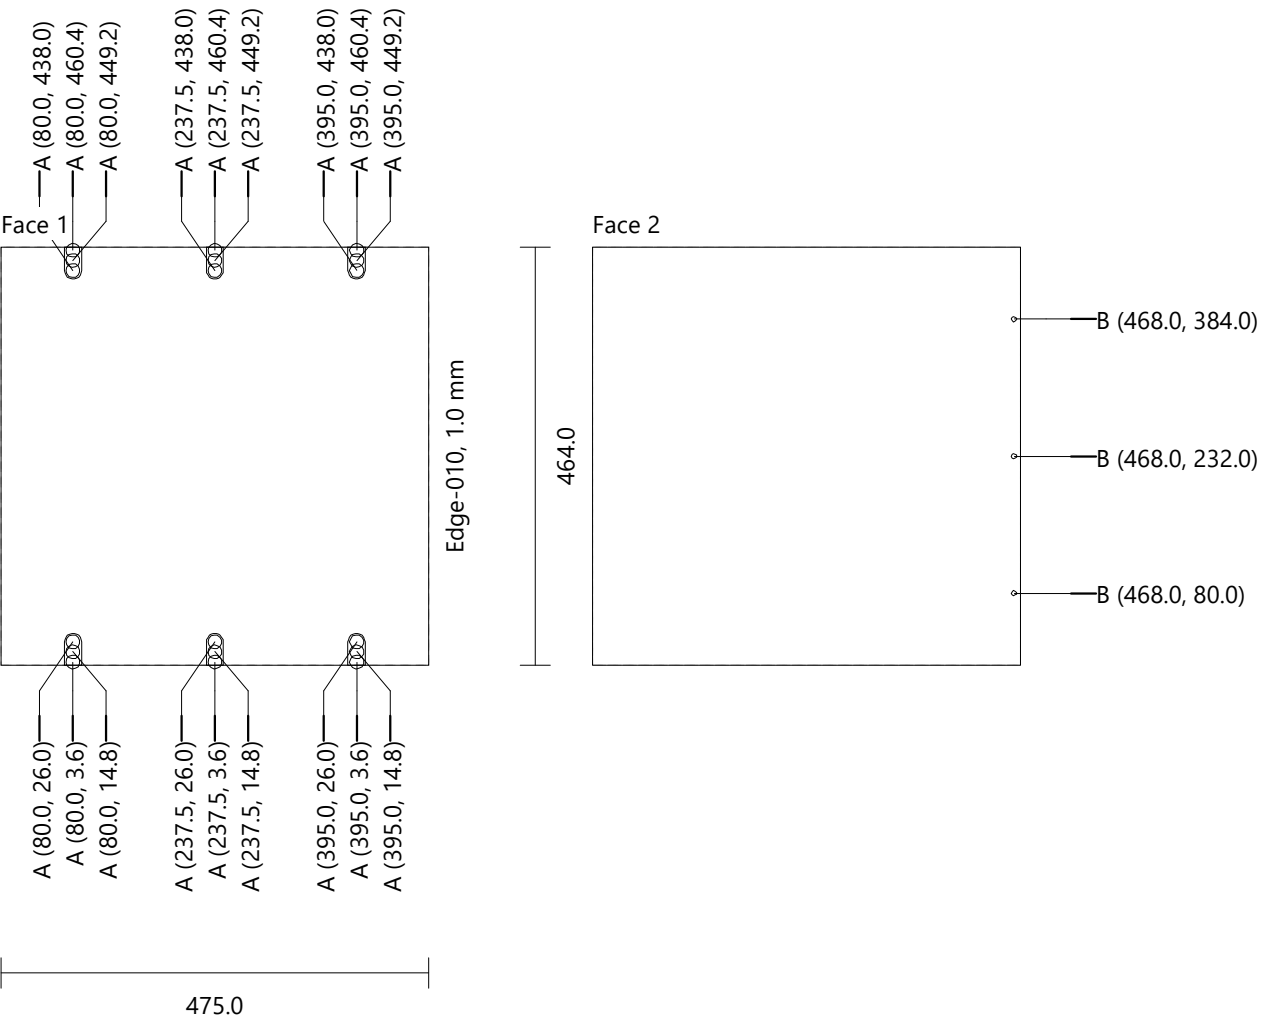 A (80.0, 438.0)
A (80.0, 460.4)
A (80.0, 449.2)
A (237.5, 438.0)
A (237.5, 460.4)
A (237.5, 449.2)
A (395.0, 438.0)
A (395.0, 460.4)
A (395.0, 449.2)
Face 1
Face 2
B (468.0, 384.0)
Edge-010, 1.0 mm
464.0
B (468.0, 232.0)
B (468.0, 80.0)
A (80.0, 26.0)
A (80.0, 3.6)
A (80.0, 14.8)
A (237.5, 26.0)
A (237.5, 3.6)
A (237.5, 14.8)
A (395.0, 26.0)
A (395.0, 3.6)
A (395.0, 14.8)
475.0